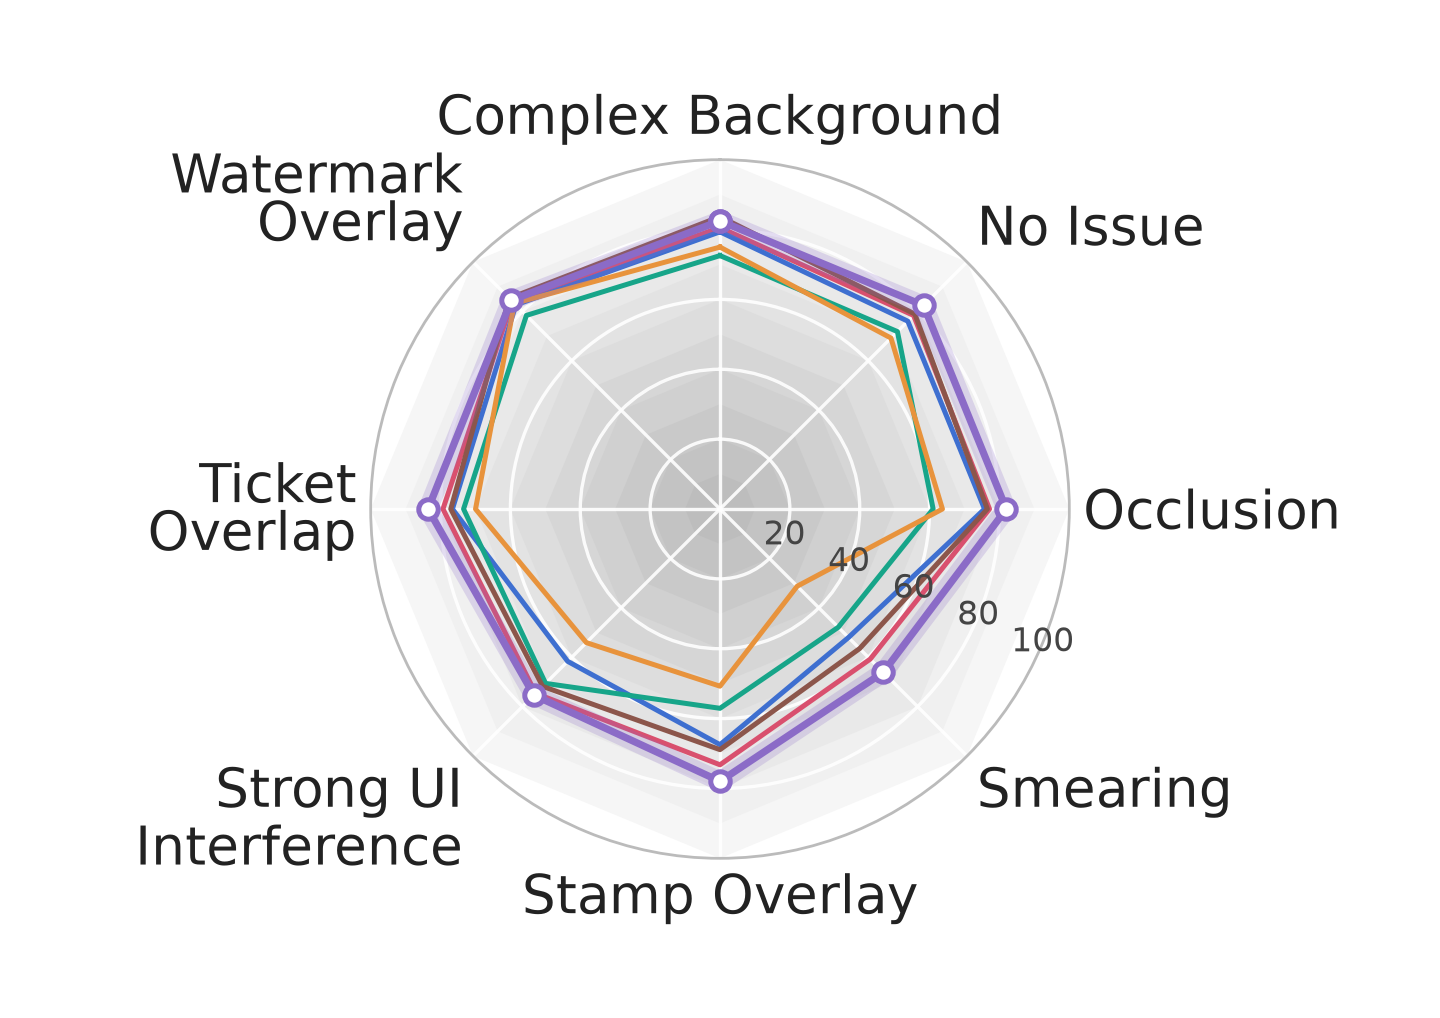 Complex Background
Watermark
Overlay
No Issue
Ticket
Overlap
Occlusion
20
40
60
80
100
Strong UI
Interference
Smearing
Stamp Overlay